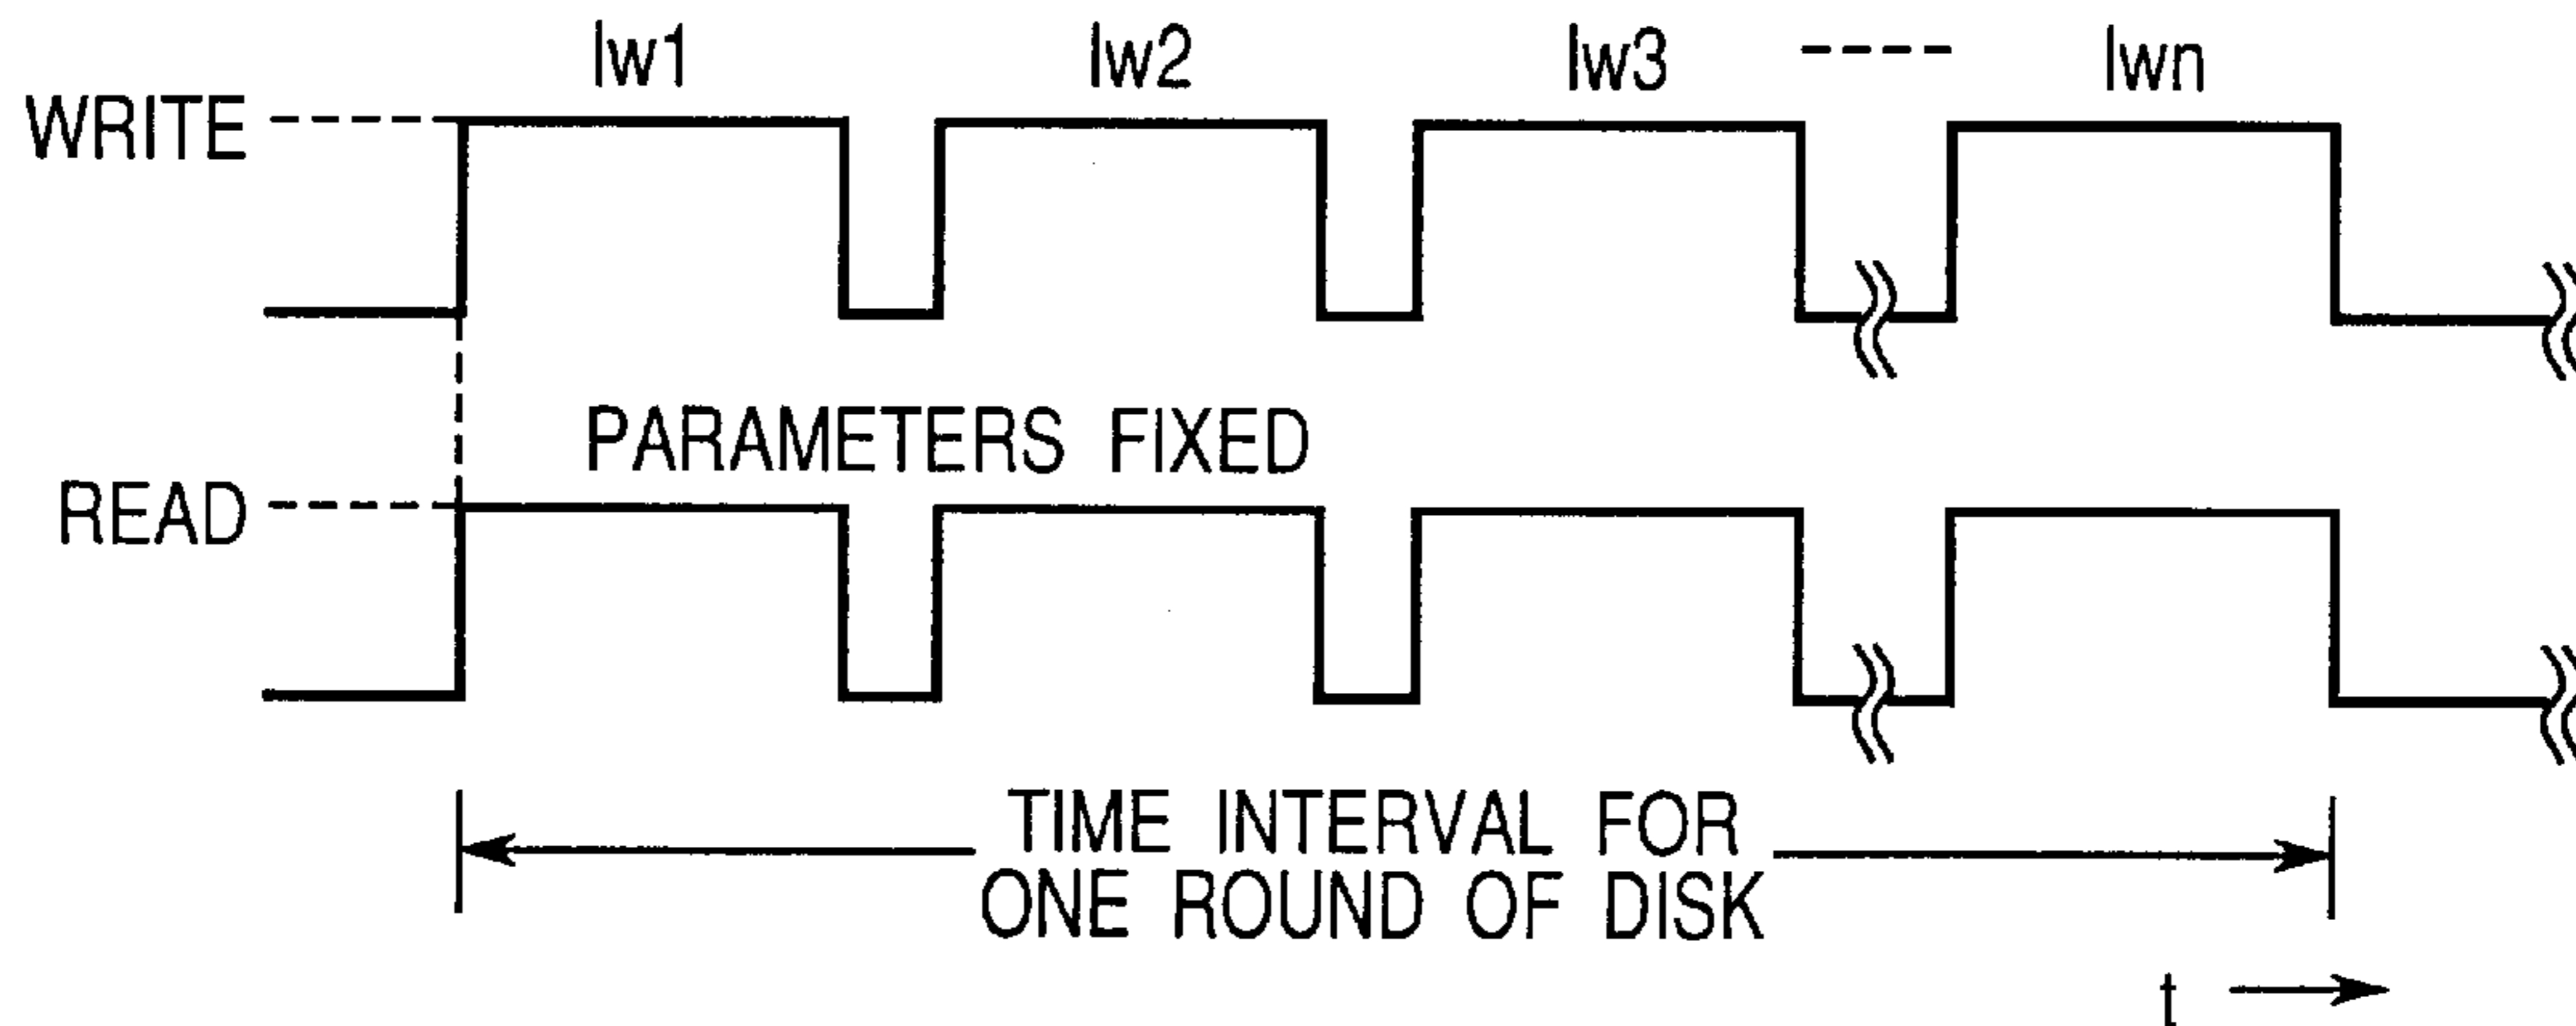 Iw1 Iw2 Iw3 ---- Iwn
WRITE
PARAMETERS FIXED
READ
TIME INTERVAL FOR
ONE ROUND OF DISK
t